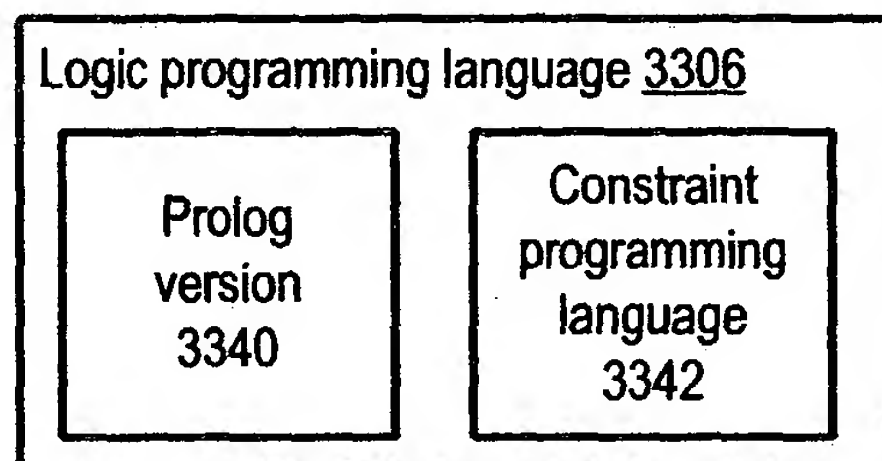 Logic programming language 3306
Prolog
version
3340
Constraint
programming
language
3342